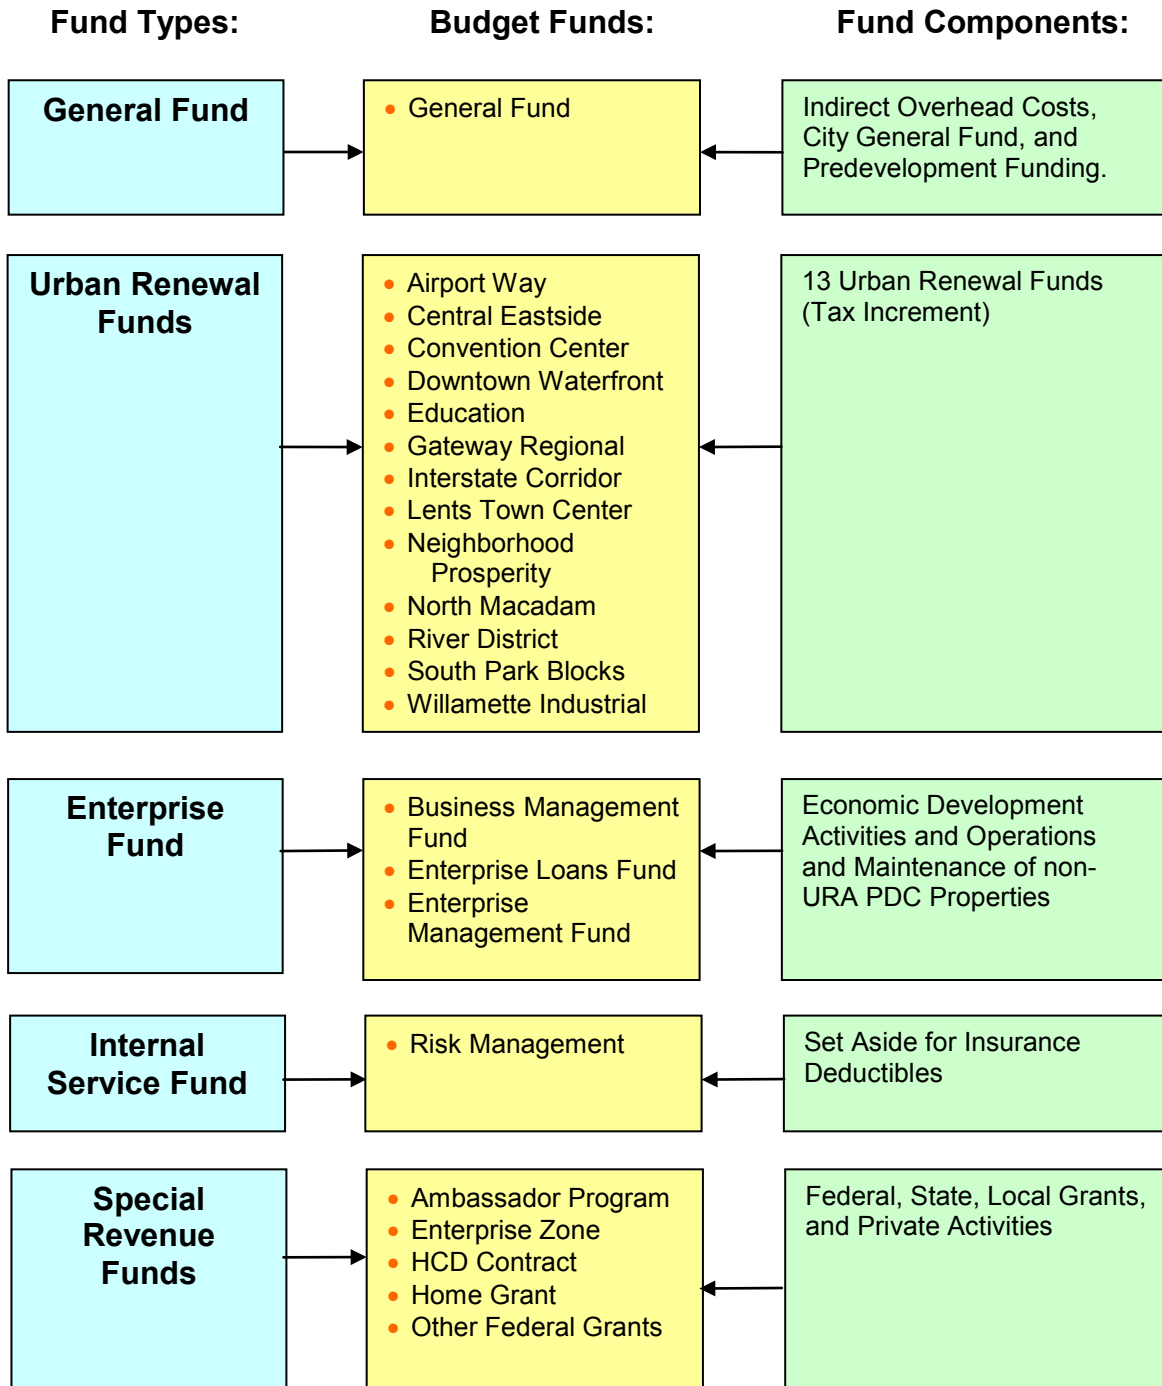 Fund Types:
Budget Funds:
Fund Components:
General Fund
• General Fund
Indirect Overhead Costs,
City General Fund, and
Predevelopment Funding.
Urban Renewal
Funds
• Airport Way
• Central Eastside
• Convention Center
• Downtown Waterfront
• Education
• Gateway Regional
• Interstate Corridor
• Lents Town Center
• Neighborhood
Prosperity
• North Macadam
• River District
• South Park Blocks
• Willamette Industrial
13 Urban Renewal Funds
(Tax Increment)
Enterprise
Fund
• Business Management
Fund
• Enterprise Loans Fund
• Enterprise
Management Fund
Economic Development
Activities and Operations
and Maintenance of non-
URA PDC Properties
Internal
Service Fund
• Risk Management
Set Aside for Insurance
Deductibles
Special
Revenue
Funds
• Ambassador Program
• Enterprise Zone
• HCD Contract
• Home Grant
• Other Federal Grants
Federal, State, Local Grants,
and Private Activities